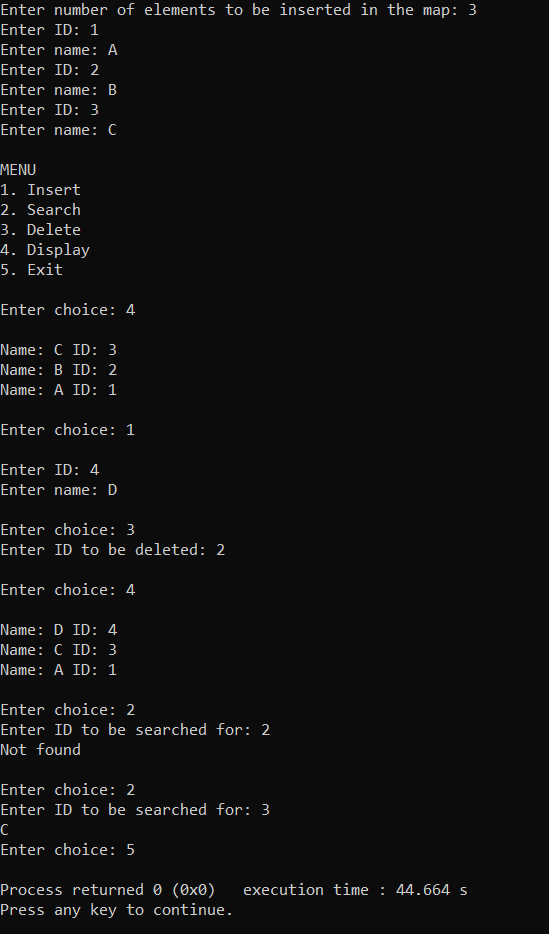 Enter number of elements to be inserted in the map: 3
Enter ID: 1
Enter name: A
Enter ID: 2
Enter name: B
Enter ID: 3
Enter name: C

MENU
1. Insert
2. Search
3. Delete
4. Display
5. Exit

Enter choice: 4

Name: C ID: 3
Name: B ID: 2
Name: A ID: 1

Enter choice: 1

Enter ID: 4
Enter name: D

Enter choice: 3
Enter ID to be deleted: 2

Enter choice: 4

Name: D ID: 4
Name: C ID: 3
Name: A ID: 1

Enter choice: 2
Enter ID to be searched for: 2
Not found

Enter choice: 2
Enter ID to be searched for: 3
C
Enter choice: 5

Process returned 0 (0x0)   execution time : 44.664 s
Press any key to continue.